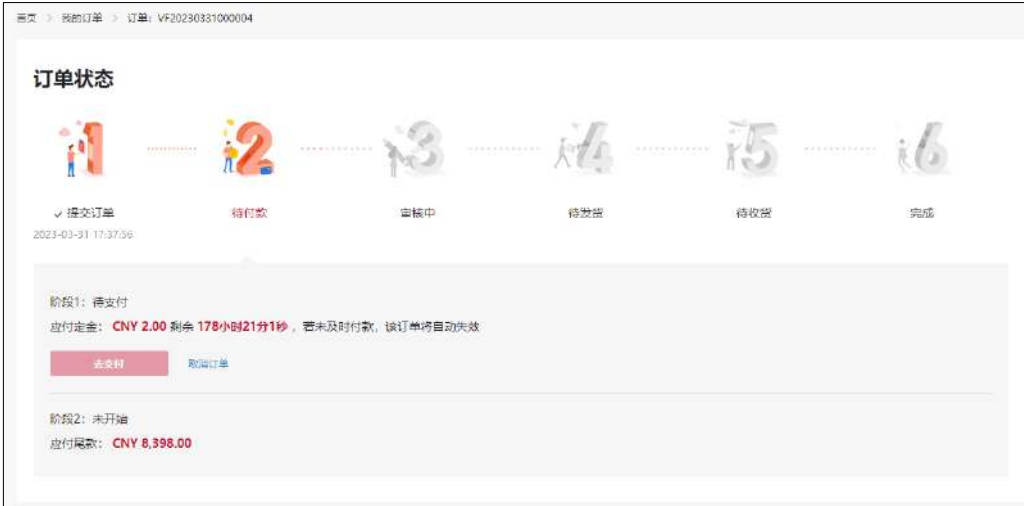 首页 > 我的订单 > 订单：VF20230331000004
订单状态
1 2 3 4 5 6
✓ 提交订单 待付款 审核中 待发货 待收货 完成
2023-03-31 17:37:56
阶段1：待支付
应付定金： CNY 2.00 剩余 178小时21分1秒 ，若未及时付款，该订单将自动失效
去支付 取消订单
阶段2：未开始
应付尾款： CNY 8,398.00